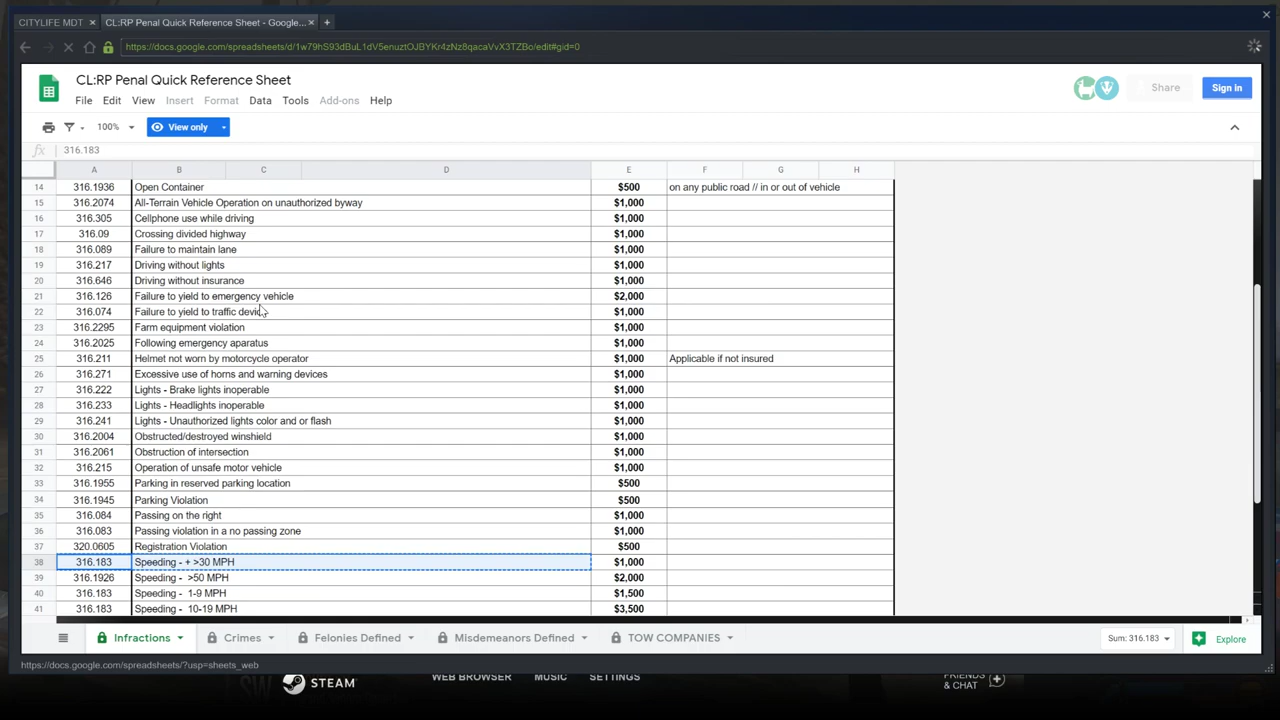 CITYLIFE MDT
CL:RP Penal Quick Reference Sheet - Google...
https://docs.google.com/spreadsheets/d/1w79hS93dBuL1dV5enuztOJBYKr4zNz8qacaVvX3TZBo/edit#gid=0
CL:RP Penal Quick Reference Sheet
File Edit View Insert Format Data Tools Add-ons Help
Share
Sign in
100% View only
fx 316.183
A B C D E F G H
14 316.1936 Open Container $500 on any public road // in or out of vehicle
15 316.2074 All-Terrain Vehicle Operation on unauthorized byway $1,000
16 316.305 Cellphone use while driving $1,000
17 316.09 Crossing divided highway $1,000
18 316.089 Failure to maintain lane $1,000
19 316.217 Driving without lights $1,000
20 316.646 Driving without insurance $1,000
21 316.126 Failure to yield to emergency vehicle $2,000
22 316.074 Failure to yield to traffic device $1,000
23 316.2295 Farm equipment violation $1,000
24 316.2025 Following emergency aparatus $1,000
25 316.211 Helmet not worn by motorcycle operator $1,000 Applicable if not insured
26 316.271 Excessive use of horns and warning devices $1,000
27 316.222 Lights - Brake lights inoperable $1,000
28 316.233 Lights - Headlights inoperable $1,000
29 316.241 Lights - Unauthorized lights color and or flash $1,000
30 316.2004 Obstructed/destroyed winshield $1,000
31 316.2061 Obstruction of intersection $1,000
32 316.215 Operation of unsafe motor vehicle $1,000
33 316.1955 Parking in reserved parking location $500
34 316.1945 Parking Violation $500
35 316.084 Passing on the right $1,000
36 316.083 Passing violation in a no passing zone $1,000
37 320.0605 Registration Violation $500
38 316.183 Speeding - + >30 MPH $1,000
39 316.1926 Speeding - >50 MPH $2,000
40 316.183 Speeding - 1-9 MPH $1,500
41 316.183 Speeding - 10-19 MPH $3,500
Infractions Crimes Felonies Defined Misdemeanors Defined TOW COMPANIES Sum: 316.183 Explore
https://docs.google.com/spreadsheets/?usp=sheets_web
STEAM
WEB BROWSER MUSIC SETTINGS
FRIENDS
& CHAT